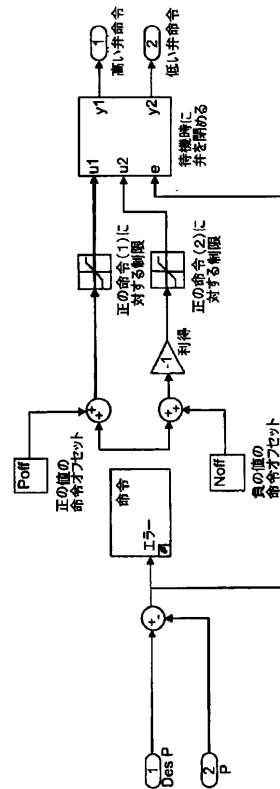 1
Des P
2
P
+
-
命令
エラー
Poff
正の値の
命令オフセット
Noff
負の値の
命令オフセット
+
+
+
+
-1
利得
正の命令(1)に
対する制限
正の命令(2)に
対する制限
u1
u2
e
y1
y2
待機時に
弁を閉める
1
高い弁命令
2
低い弁命令